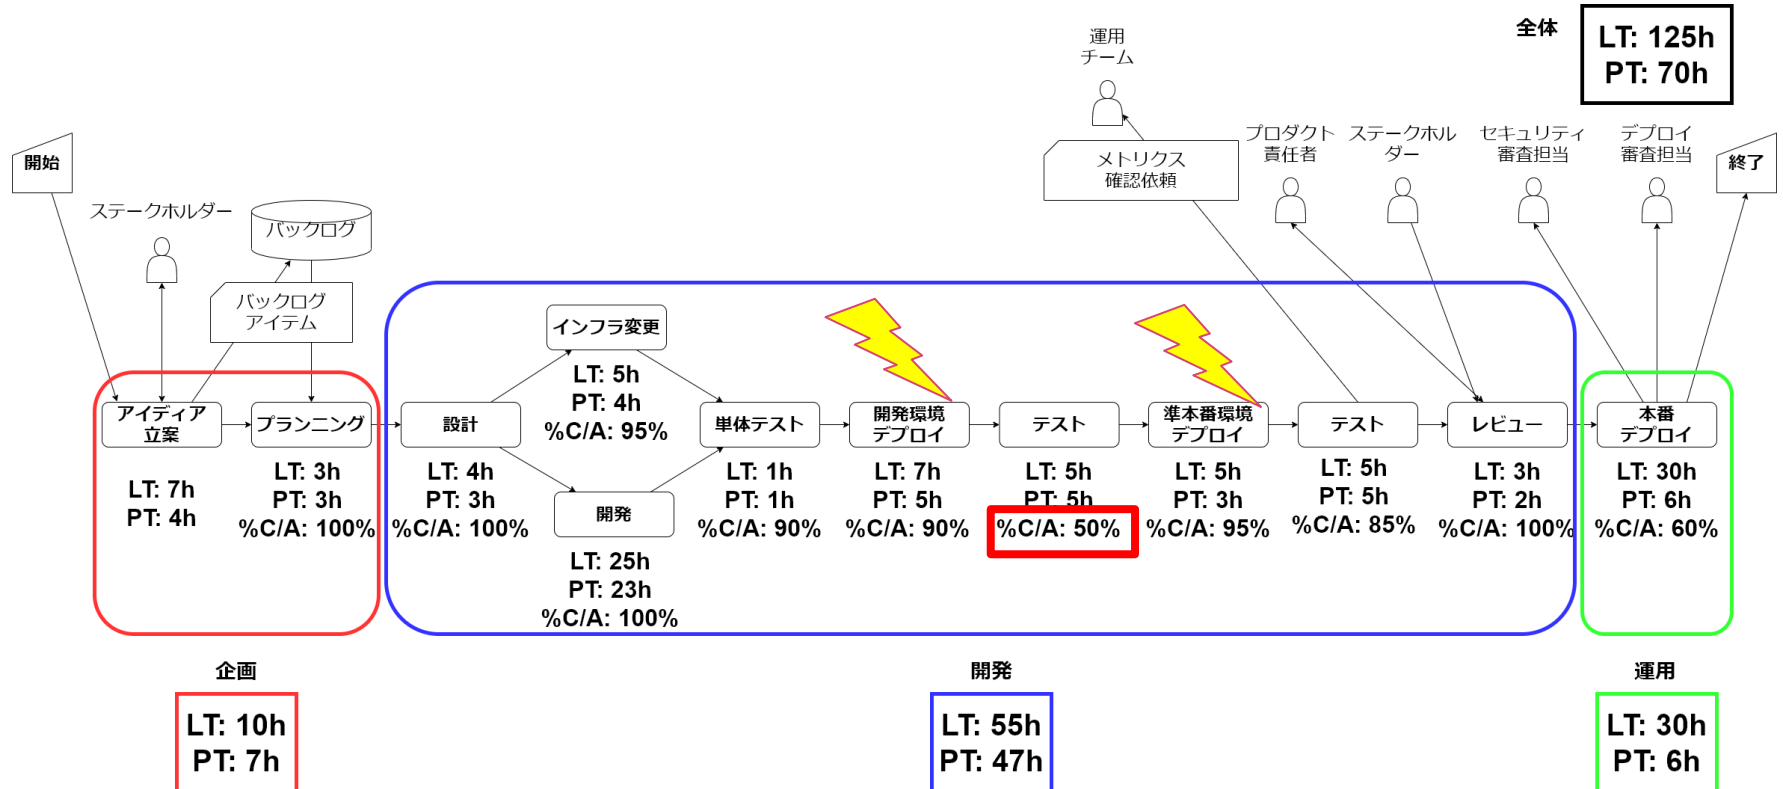 全体
LT: 125h
PT: 70h
運用
チーム
メトリクス
確認依頼
プロダクト
責任者
ステークホル
ダー
セキュリティ
審査担当
デプロイ
審査担当
開始
終了
ステークホルダー
バックログ
バックログ
アイテム
アイディア
立案
LT: 7h
PT: 4h
プランニング
LT: 3h
PT: 3h
%C/A: 100%
設計
LT: 4h
PT: 3h
%C/A: 100%
インフラ変更
LT: 5h
PT: 4h
%C/A: 95%
開発
LT: 25h
PT: 23h
%C/A: 100%
単体テスト
LT: 1h
PT: 1h
%C/A: 90%
開発環境
デプロイ
LT: 7h
PT: 5h
%C/A: 90%
テスト
LT: 5h
PT: 5h
%C/A: 50%
準本番環境
デプロイ
LT: 5h
PT: 3h
%C/A: 95%
テスト
LT: 5h
PT: 5h
%C/A: 85%
レビュー
LT: 3h
PT: 2h
%C/A: 100%
本番
デプロイ
LT: 30h
PT: 6h
%C/A: 60%
企画
LT: 10h
PT: 7h
開発
LT: 55h
PT: 47h
運用
LT: 30h
PT: 6h